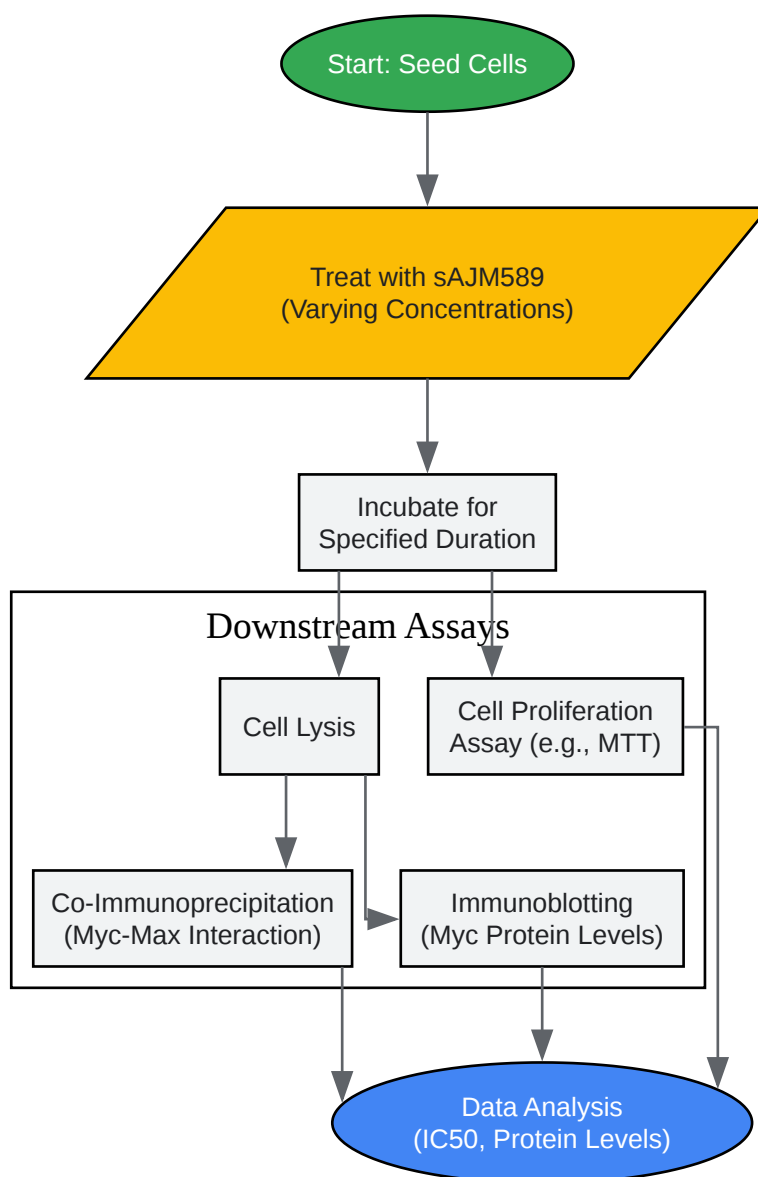 Start: Seed Cells
Treat with sAJM589
(Varying Concentrations)
Incubate for
Specified Duration
Downstream Assays
Cell Lysis
Cell Proliferation
Assay (e.g., MTT)
Co-Immunoprecipitation
(Myc-Max Interaction)
Immunoblotting
(Myc Protein Levels)
Data Analysis
(IC50, Protein Levels)